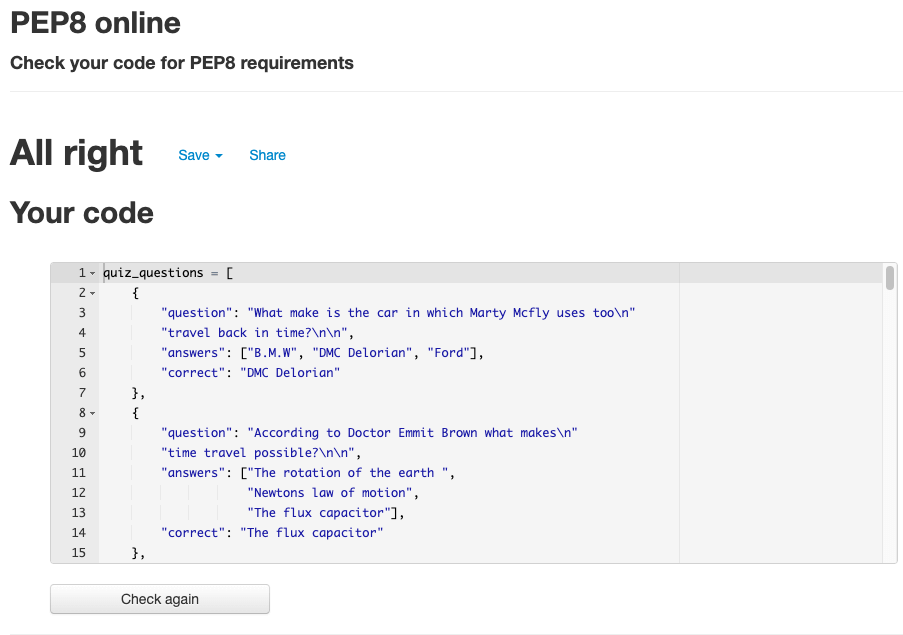 PEP8 online
Check your code for PEP8 requirements
All right Save Share
Your code
1 quiz_questions = [
2 {
3 "question": "What make is the car in which Marty Mcfly uses too\n"
4 "travel back in time?\n\n",
5 "answers": ["B.M.W", "DMC Delorian", "Ford"],
6 "correct": "DMC Delorian"
7 },
8 {
9 "question": "According to Doctor Emmit Brown what makes\n"
10 "time travel possible?\n\n",
11 "answers": ["The rotation of the earth ",
12 "Newtons law of motion",
13 "The flux capacitor"],
14 "correct": "The flux capacitor"
15 },
Check again